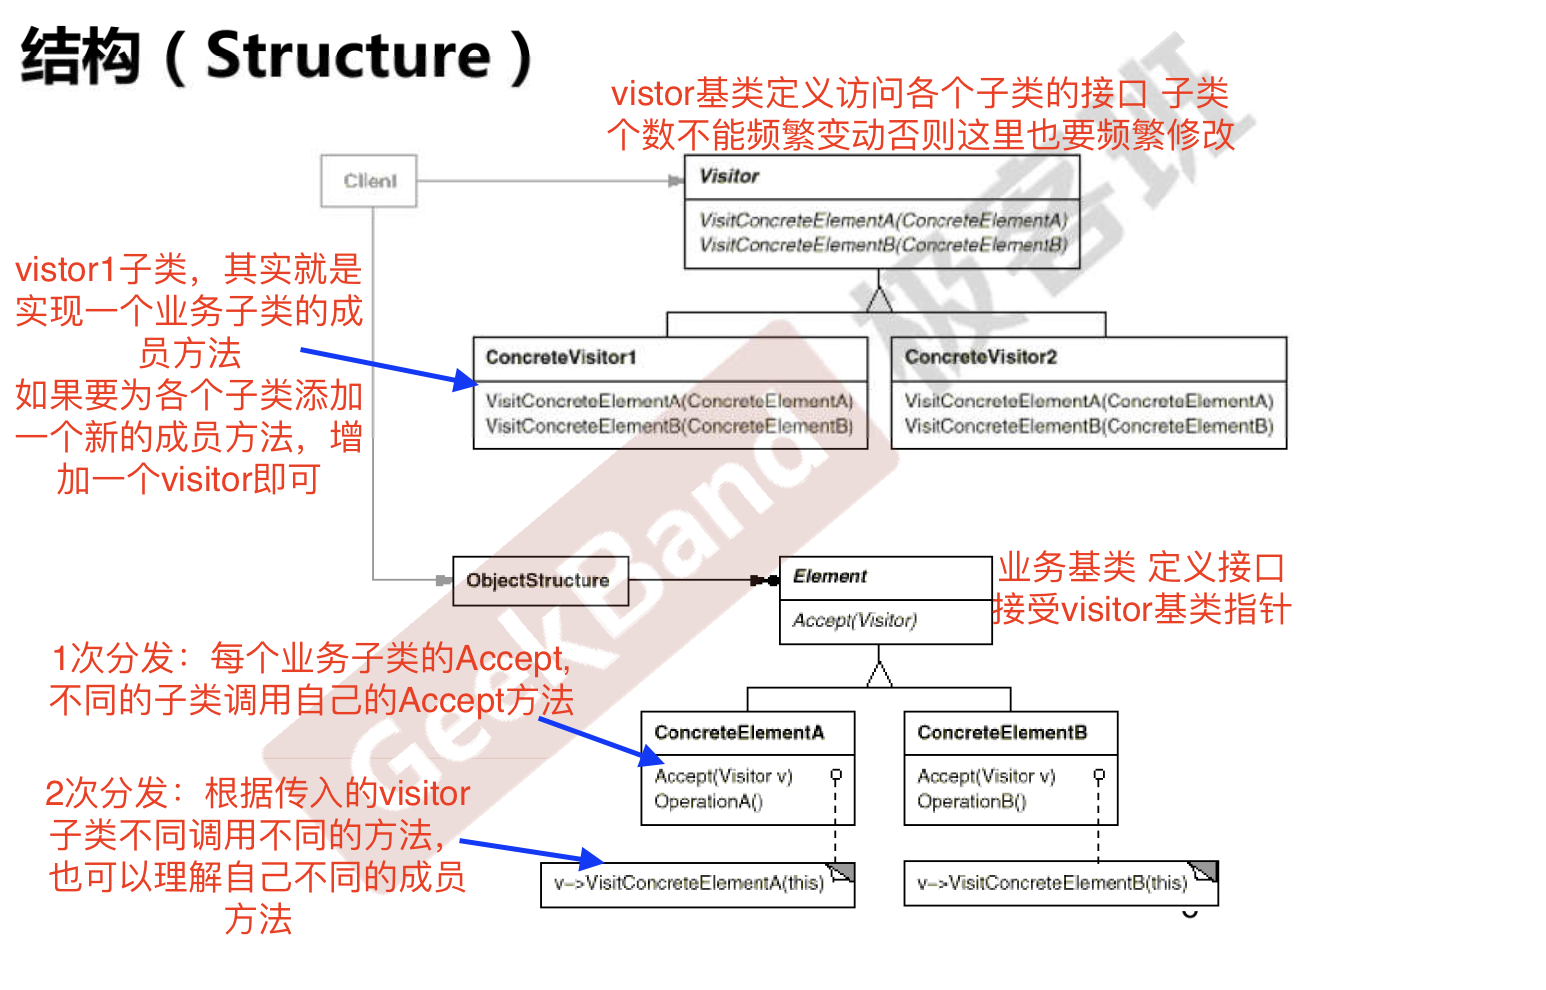 结构（Structure）
vistor基类定义访问各个子类的接口 子类
个数不能频繁变动否则这里也要频繁修改
Client
Visitor
VisitConcreteElementA(ConcreteElementA)
VisitConcreteElementB(ConcreteElementB)
vistor1子类，其实就是
实现一个业务子类的成
员方法
如果要为各个子类添加
一个新的成员方法，增
加一个visitor即可
ConcreteVisitor1
VisitConcreteElementA(ConcreteElementA)
VisitConcreteElementB(ConcreteElementB)
ConcreteVisitor2
VisitConcreteElementA(ConcreteElementA)
VisitConcreteElementB(ConcreteElementB)
ObjectStructure
Element
Accept(Visitor)
业务基类 定义接口
接受visitor基类指针
1次分发：每个业务子类的Accept,
不同的子类调用自己的Accept方法
ConcreteElementA
Accept(Visitor v)
OperationA()
ConcreteElementB
Accept(Visitor v)
OperationB()
2次分发：根据传入的visitor
子类不同调用不同的方法，
也可以理解自己不同的成员
方法
v->VisitConcreteElementA(this)
v->VisitConcreteElementB(this)
GeekBand
极客班